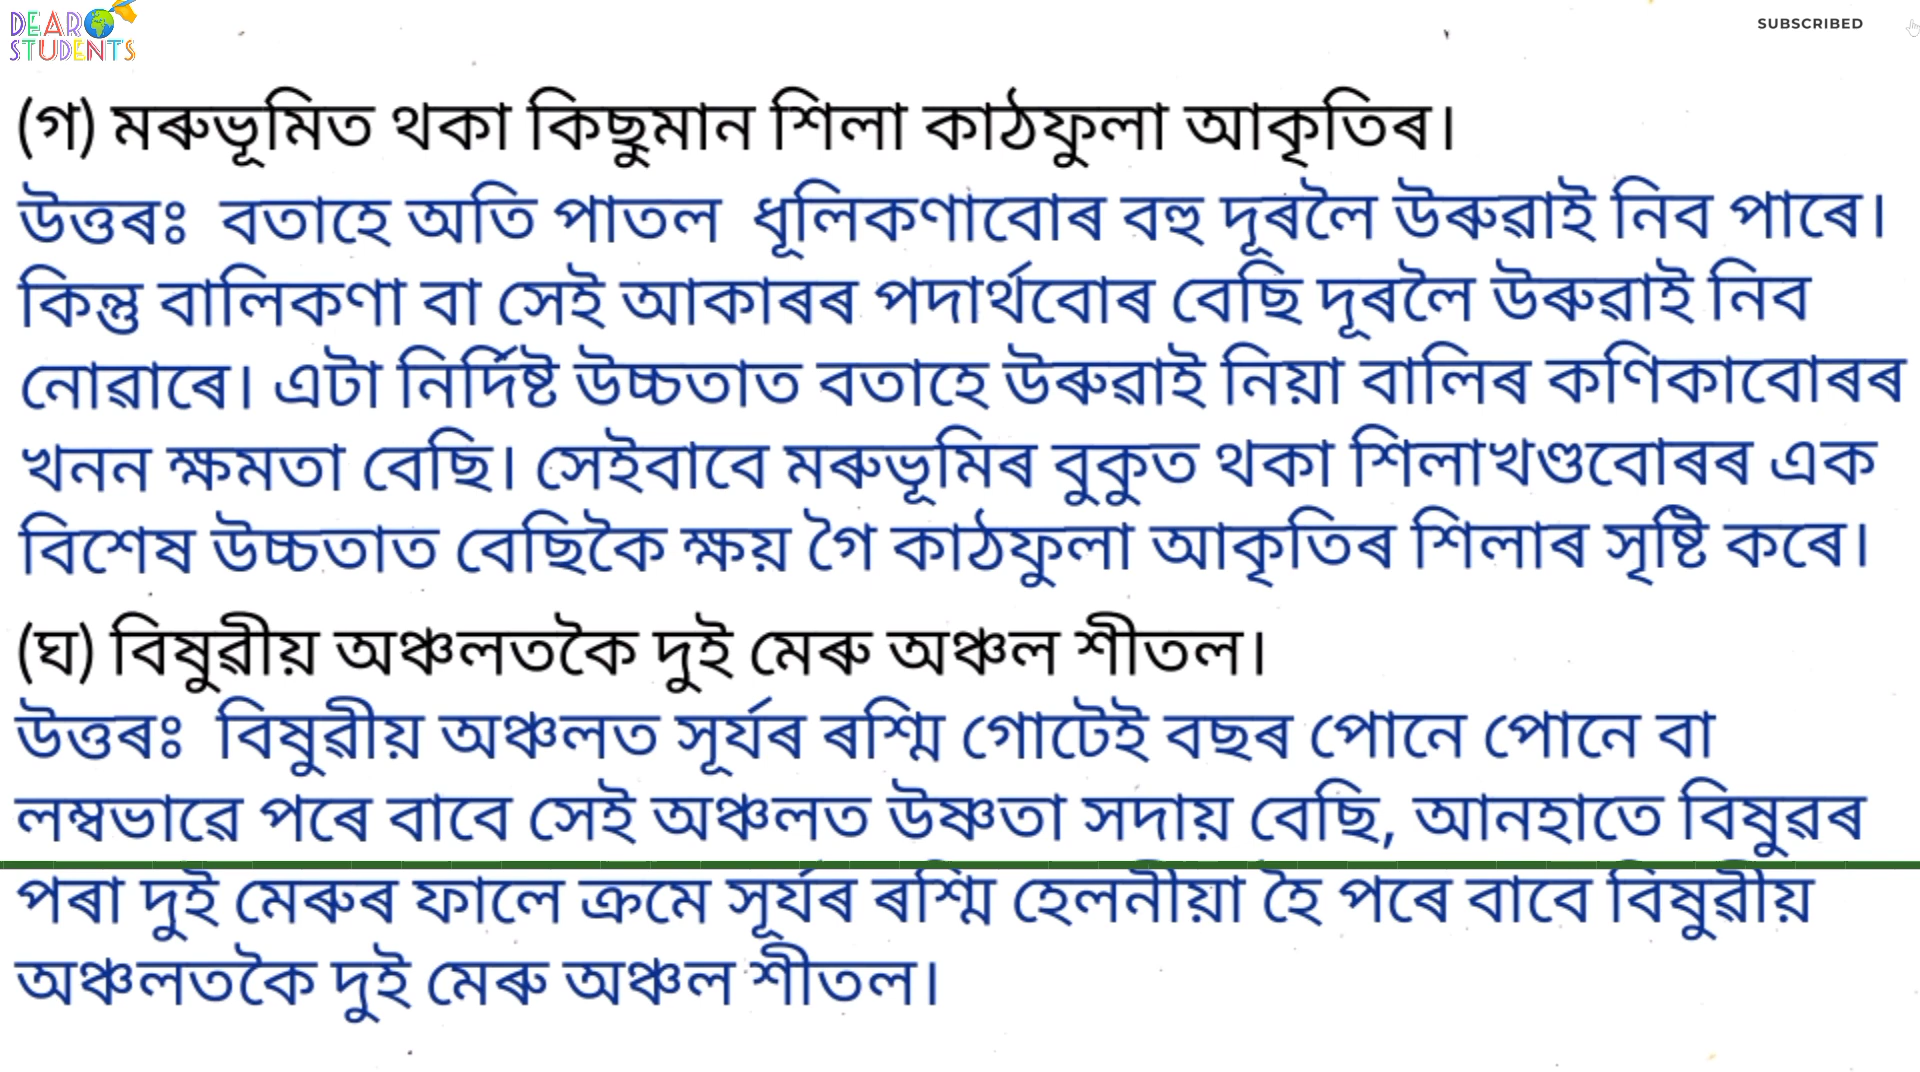 DEAR
STUDENTS
SUBSCRIBED
(গ) মৰুভূমিত থকা কিছুমান শিলা কাঠফুলা আকৃতিৰ।
উত্তৰঃ বতাহে অতি পাতল ধূলিকণাবোৰ বহু দূৰলৈ উৰুৱাই নিব পাৰে।
কিন্তু বালিকণা বা সেই আকাৰৰ পদাৰ্থবোৰ বেছি দূৰলৈ উৰুৱাই নিব
নোৱাৰে। এটা নিৰ্দিষ্ট উচ্চতাত বতাহে উৰুৱাই নিয়া বালিৰ কণিকাবোৰৰ
খনন ক্ষমতা বেছি। সেইবাবে মৰুভূমিৰ বুকুত থকা শিলাখণ্ডবোৰৰ এক
বিশেষ উচ্চতাত বেছিকৈ ক্ষয় গৈ কাঠফুলা আকৃতিৰ শিলাৰ সৃষ্টি কৰে।
(ঘ) বিষুৱীয় অঞ্চলতকৈ দুই মেৰু অঞ্চল শীতল।
উত্তৰঃ বিষুৱীয় অঞ্চলত সূৰ্যৰ ৰশ্মি গোটেই বছৰ পোনে পোনে বা
লম্বভাৱে পৰে বাবে সেই অঞ্চলত উষ্ণতা সদায় বেছি, আনহাতে বিষুৱৰ
পৰা দুই মেৰুৰ ফালে ক্ৰমে সূৰ্যৰ ৰশ্মি হেলনীয়া হৈ পৰে বাবে বিষুৱীয়
অঞ্চলতকৈ দুই মেৰু অঞ্চল শীতল।